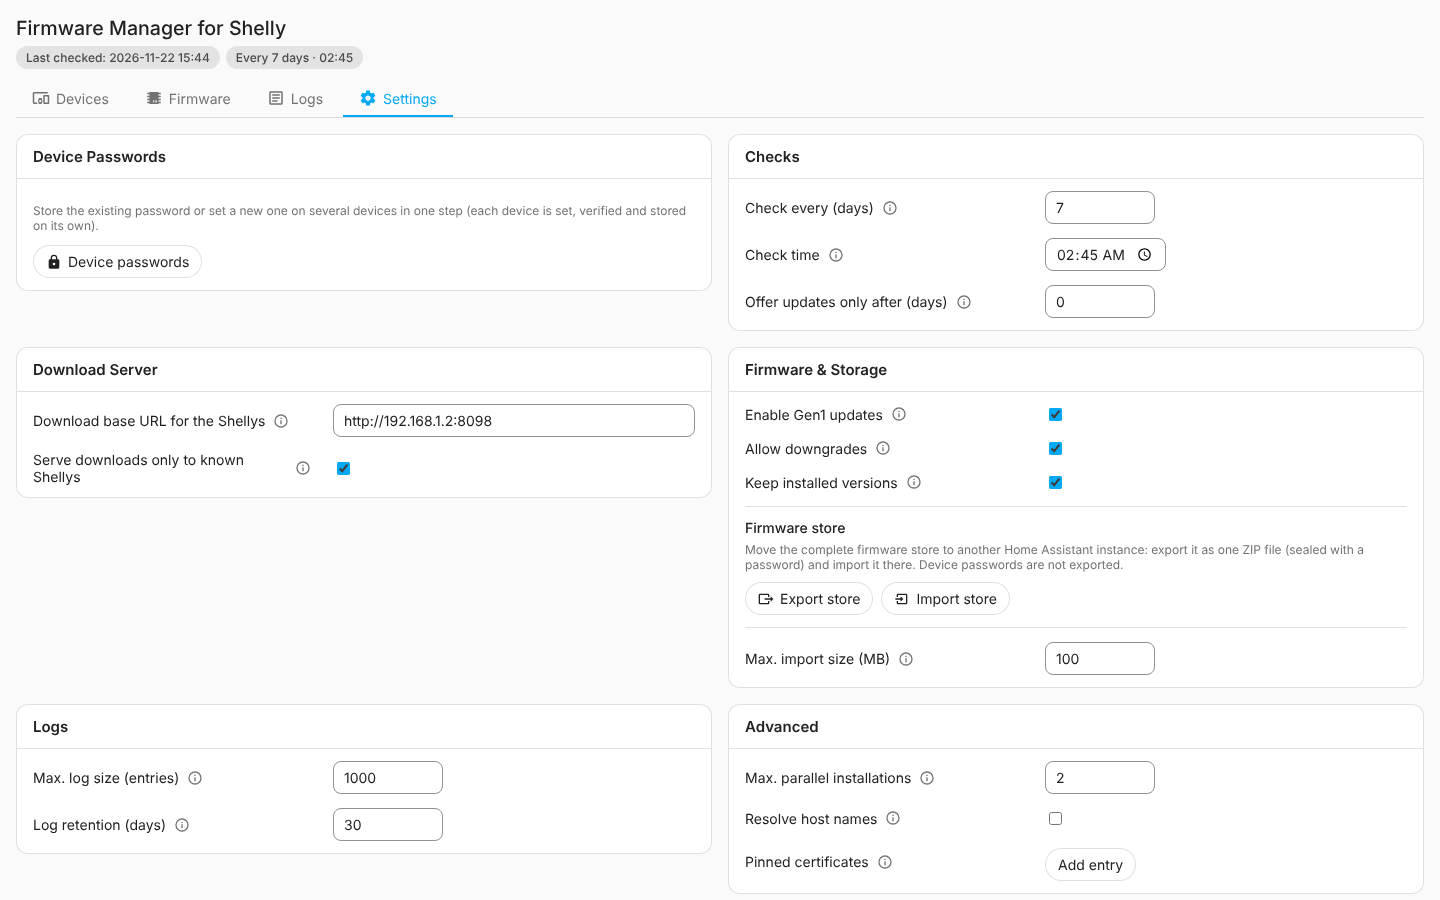 Firmware Manager for Shelly
Last checked: 2026-11-22 15:44
Every 7 days · 02:45
Devices
Firmware
Logs
Settings
Device Passwords
Store the existing password or set a new one on several devices in one step (each device is set, verified and stored
on its own).
Device passwords
Checks
Check every (days)
7
Check time
02:45 AM
Offer updates only after (days)
0
Download Server
Download base URL for the Shellys
http://192.168.1.2:8098
Serve downloads only to known
Shellys
Firmware & Storage
Enable Gen1 updates
Allow downgrades
Keep installed versions
Firmware store
Move the complete firmware store to another Home Assistant instance: export it as one ZIP file (sealed with a
password) and import it there. Device passwords are not exported.
Export store
Import store
Max. import size (MB)
100
Logs
Max. log size (entries)
1000
Log retention (days)
30
Advanced
Max. parallel installations
2
Resolve host names
Pinned certificates
Add entry